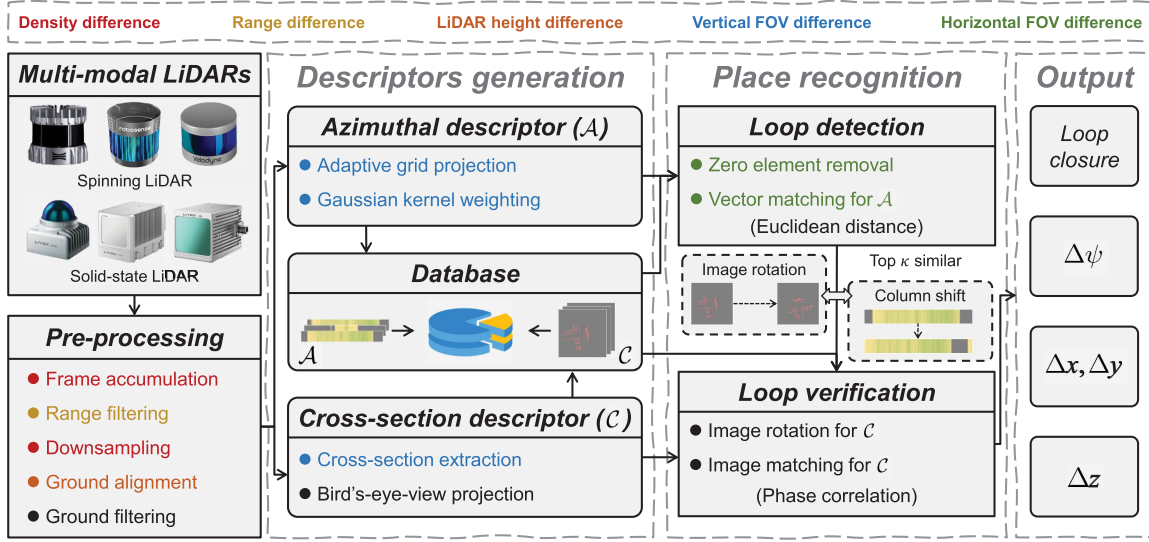 Density difference
Range difference
LiDAR height difference
Vertical FOV difference
Horizontal FOV difference
Multi-modal LiDARs
robosense
Velodyne
Spinning LiDAR
Solid-state LiDAR
Pre-processing
Frame accumulation
Range filtering
Downsampling
Ground alignment
Ground filtering
Descriptors generation
Azimuthal descriptor (𝒜)
Adaptive grid projection
Gaussian kernel weighting
Database
𝒜
𝒞
Cross-section descriptor (𝒞)
Cross-section extraction
Bird's-eye-view projection
Place recognition
Loop detection
Zero element removal
Vector matching for 𝒜
(Euclidean distance)
Top κ similar
Image rotation
Column shift
Loop verification
Image rotation for 𝒞
Image matching for 𝒞
(Phase correlation)
Output
Loop
closure
Δψ
Δx, Δy
Δz